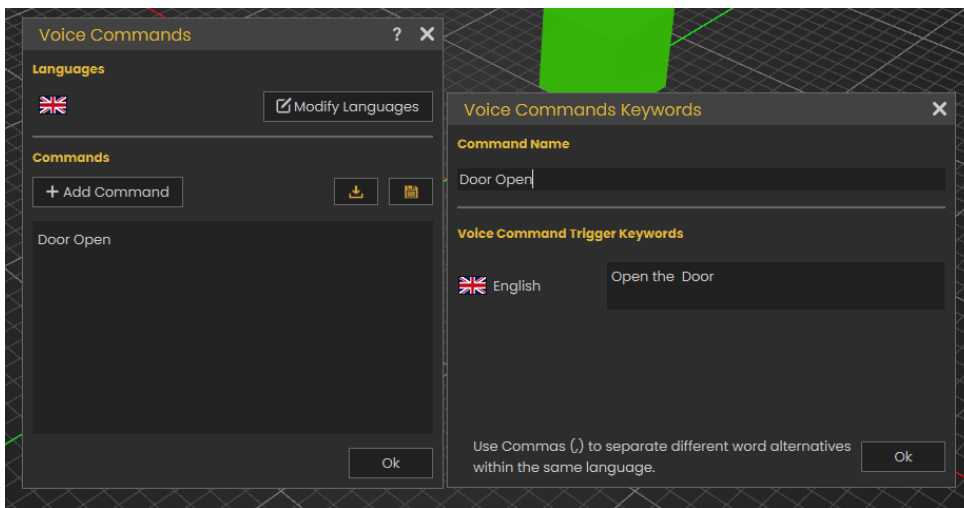 Voice Commands ?
Languages
Modify Languages
Commands
+ Add Command
Door Open
Ok
Voice Commands Keywords
Command Name
Door Open
Voice Command Trigger Keywords
English
Open the  Door
Use Commas (,) to separate different word alternatives
within the same language.
Ok